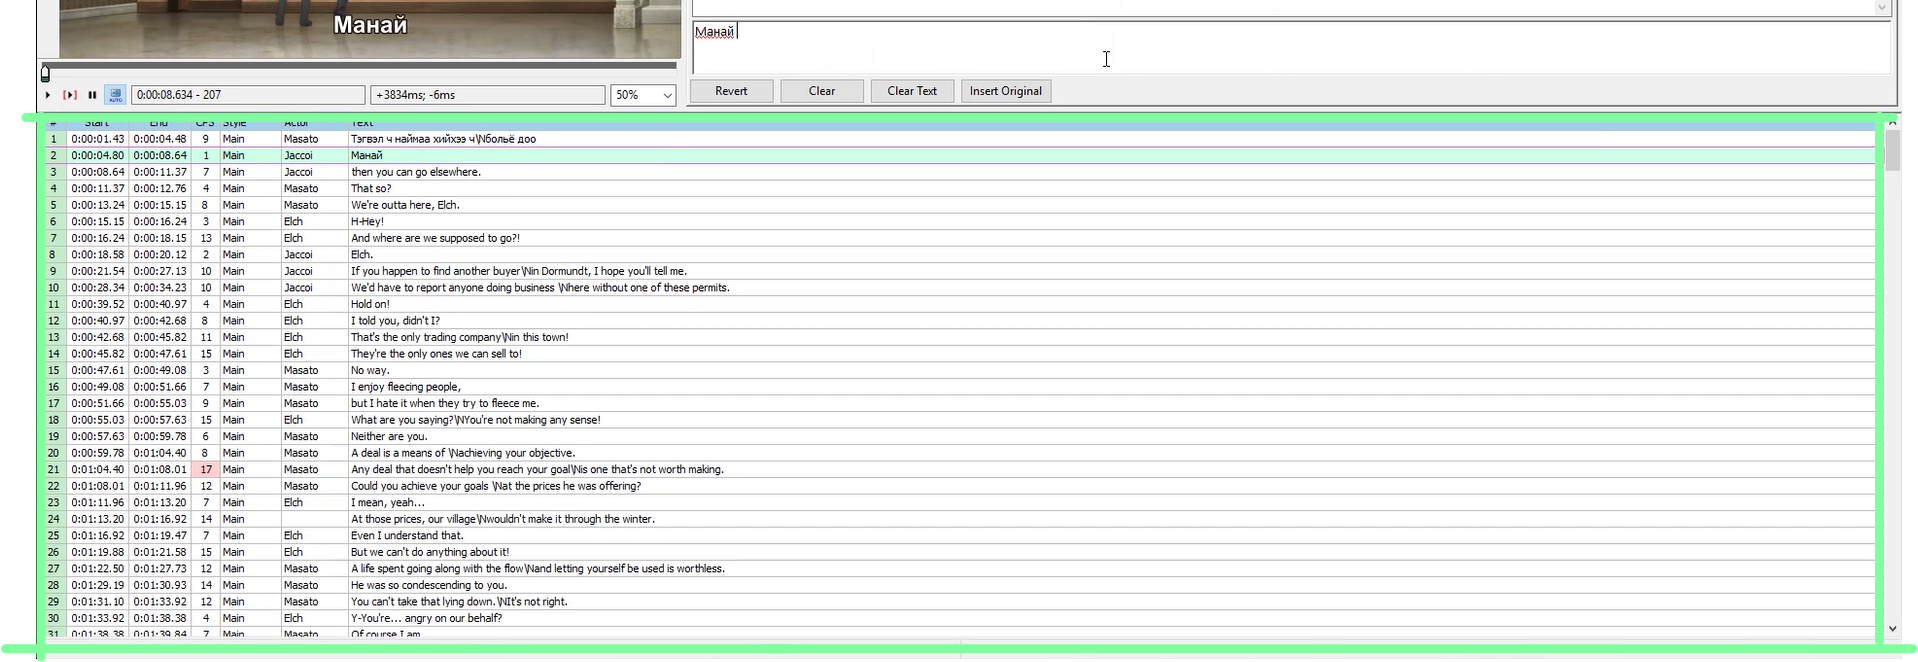 Манай
Манай
0:00:08.634 - 207
+3834ms; -6ms
50%
Revert
Clear
Clear Text
Insert Original
AUTO
# Start End CPS Style Actor Text
1 0:00:01.43 0:00:04.48 9 Main Masato Тэгвэл ч наймаа хийхээ ч\Nбольё доо
2 0:00:04.80 0:00:08.64 1 Main Jaccoi Манай
3 0:00:08.64 0:00:11.37 7 Main Jaccoi then you can go elsewhere.
4 0:00:11.37 0:00:12.76 4 Main Masato That so?
5 0:00:13.24 0:00:15.15 8 Main Masato We're outta here, Elch.
6 0:00:15.15 0:00:16.24 3 Main Elch H-Hey!
7 0:00:16.24 0:00:18.15 13 Main Elch And where are we supposed to go?!
8 0:00:18.58 0:00:20.12 2 Main Jaccoi Elch.
9 0:00:21.54 0:00:27.13 10 Main Jaccoi If you happen to find another buyer\Nin Dormundt, I hope you'll tell me.
10 0:00:28.34 0:00:34.23 10 Main Jaccoi We'd have to report anyone doing business \Nhere without one of these permits.
11 0:00:39.52 0:00:40.97 4 Main Elch Hold on!
12 0:00:40.97 0:00:42.68 8 Main Elch I told you, didn't I?
13 0:00:42.68 0:00:45.82 11 Main Elch That's the only trading company\Nin this town!
14 0:00:45.82 0:00:47.61 15 Main Elch They're the only ones we can sell to!
15 0:00:47.61 0:00:49.08 3 Main Masato No way.
16 0:00:49.08 0:00:51.66 7 Main Masato I enjoy fleecing people,
17 0:00:51.66 0:00:55.03 9 Main Masato but I hate it when they try to fleece me.
18 0:00:55.03 0:00:57.63 15 Main Elch What are you saying?\NYou're not making any sense!
19 0:00:57.63 0:00:59.78 6 Main Masato Neither are you.
20 0:00:59.78 0:01:04.40 8 Main Masato A deal is a means of \Nachieving your objective.
21 0:01:04.40 0:01:08.01 17 Main Masato Any deal that doesn't help you reach your goal\Nis one that's not worth making.
22 0:01:08.01 0:01:11.96 12 Main Masato Could you achieve your goals \Nat the prices he was offering?
23 0:01:11.96 0:01:13.20 7 Main Elch I mean, yeah...
24 0:01:13.20 0:01:16.92 14 Main At those prices, our village\Nwouldn't make it through the winter.
25 0:01:16.92 0:01:19.47 7 Main Elch Even I understand that.
26 0:01:19.88 0:01:21.58 15 Main Elch But we can't do anything about it!
27 0:01:22.50 0:01:27.73 12 Main Masato A life spent going along with the flow\Nand letting yourself be used is worthless.
28 0:01:29.19 0:01:30.93 14 Main Masato He was so condescending to you.
29 0:01:31.10 0:01:33.92 12 Main Masato You can't take that lying down.\NIt's not right.
30 0:01:33.92 0:01:38.38 4 Main Elch Y-You're... angry on our behalf?
31 0:01:38.38 0:01:39.84 7 Main Masato Of course I am